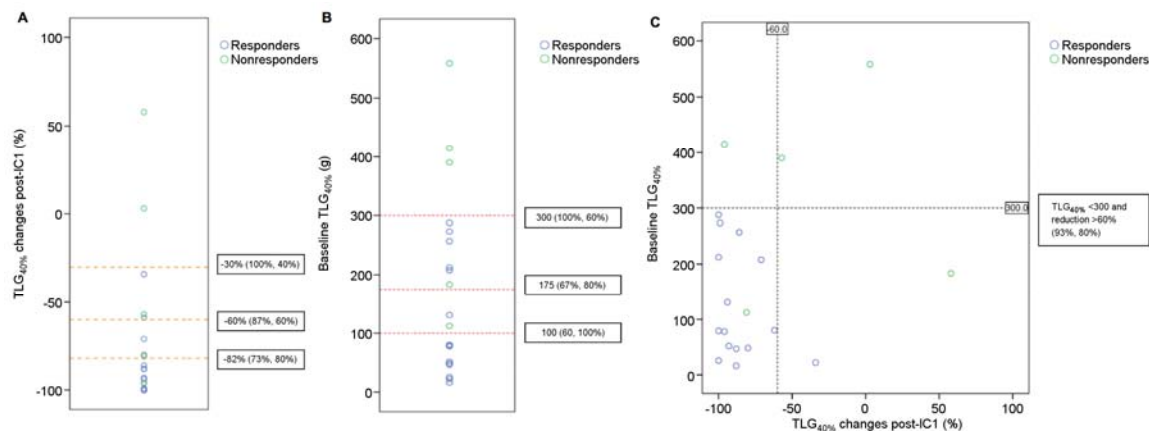 A
TLG40% changes post-IC1 (%)
100
50
0
-50
-100
Responders
Nonresponders
-30% (100%, 40%)
-60% (87%, 60%)
-82% (73%, 80%)
B
Baseline TLG40% (g)
600
500
400
300
200
100
0
Responders
Nonresponders
300 (100%, 60%)
175 (67%, 80%)
100 (60, 100%)
C
Baseline TLG40%
600
500
400
300
200
100
0
-60.0
300.0
-100
-50
0
50
100
TLG40% changes post-IC1 (%)
Responders
Nonresponders
TLG40% <300 and
reduction >60%
(93%, 80%)